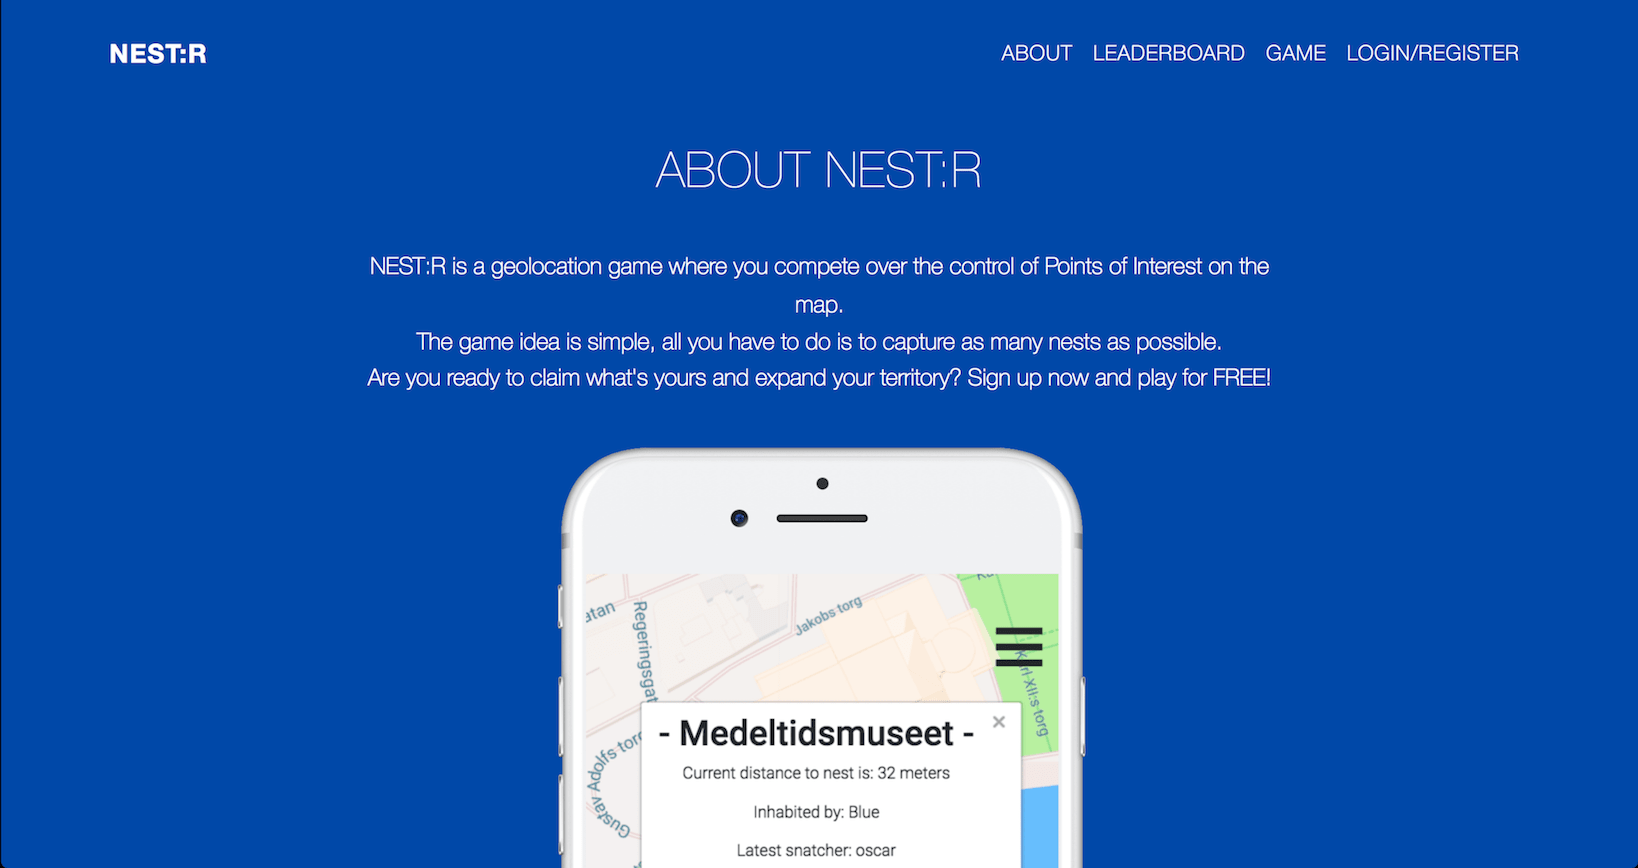 NEST:R
ABOUT LEADERBOARD GAME LOGIN/REGISTER
ABOUT NEST:R
NEST:R is a geolocation game where you compete over the control of Points of Interest on the
map.
The game idea is simple, all you have to do is to capture as many nests as possible.
Are you ready to claim what's yours and expand your territory? Sign up now and play for FREE!
atan
Regeringsgat
Jakobs torg
Karl XII:s torg
Gustav Adolfs torg
- Medeltidsmuseet -
×
Current distance to nest is: 32 meters
Inhabited by: Blue
Latest snatcher: oscar